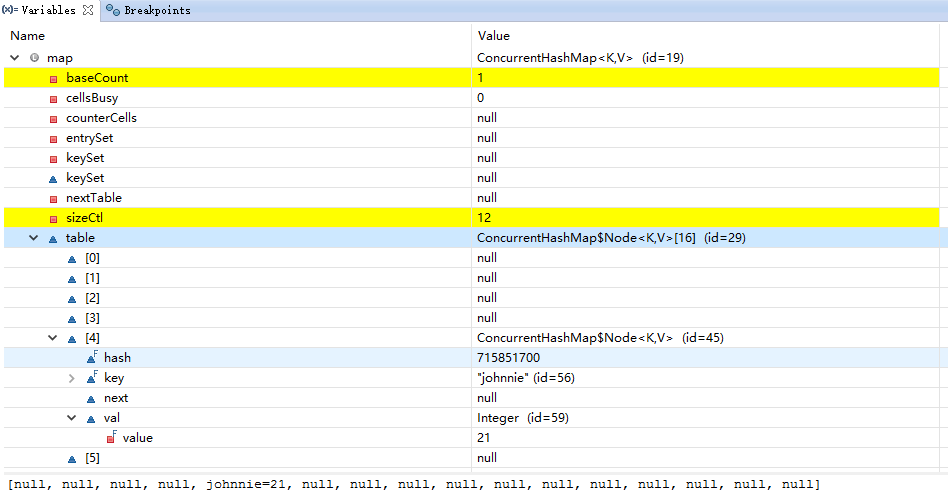 (x)= Variables Breakpoints
Name Value
map ConcurrentHashMap<K,V> (id=19)
baseCount 1
cellsBusy 0
counterCells null
entrySet null
keySet null
keySet null
nextTable null
sizeCtl 12
table ConcurrentHashMap$Node<K,V>[16] (id=29)
[0] null
[1] null
[2] null
[3] null
[4] ConcurrentHashMap$Node<K,V> (id=45)
hash 715851700
key "johnnie" (id=56)
next null
val Integer (id=59)
value 21
[5] null
[null, null, null, null, johnnie=21, null, null, null, null, null, null, null, null, null, null, null]